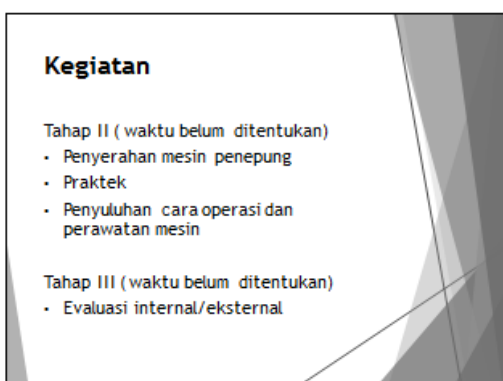 Kegiatan
Tahap II ( waktu belum ditentukan)
• Penyerahan mesin penepung
• Praktek
• Penyuluhan cara operasi dan
perawatan mesin
Tahap III (waktu belum ditentukan)
• Evaluasi internal/eksternal